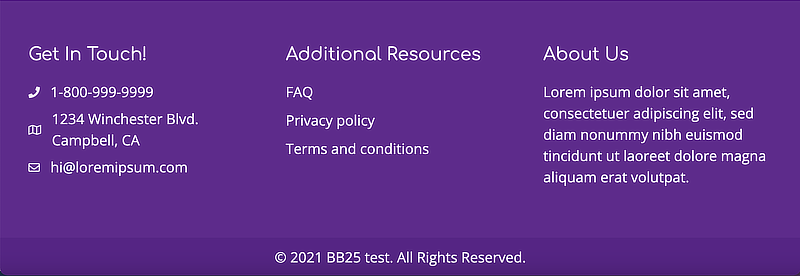 Get In Touch!
1-800-999-9999
1234 Winchester Blvd.
Campbell, CA
hi@loremipsum.com
Additional Resources
FAQ
Privacy policy
Terms and conditions
About Us
Lorem ipsum dolor sit amet,
consectetuer adipiscing elit, sed
diam nonummy nibh euismod
tincidunt ut laoreet dolore magna
aliquam erat volutpat.
© 2021 BB25 test. All Rights Reserved.